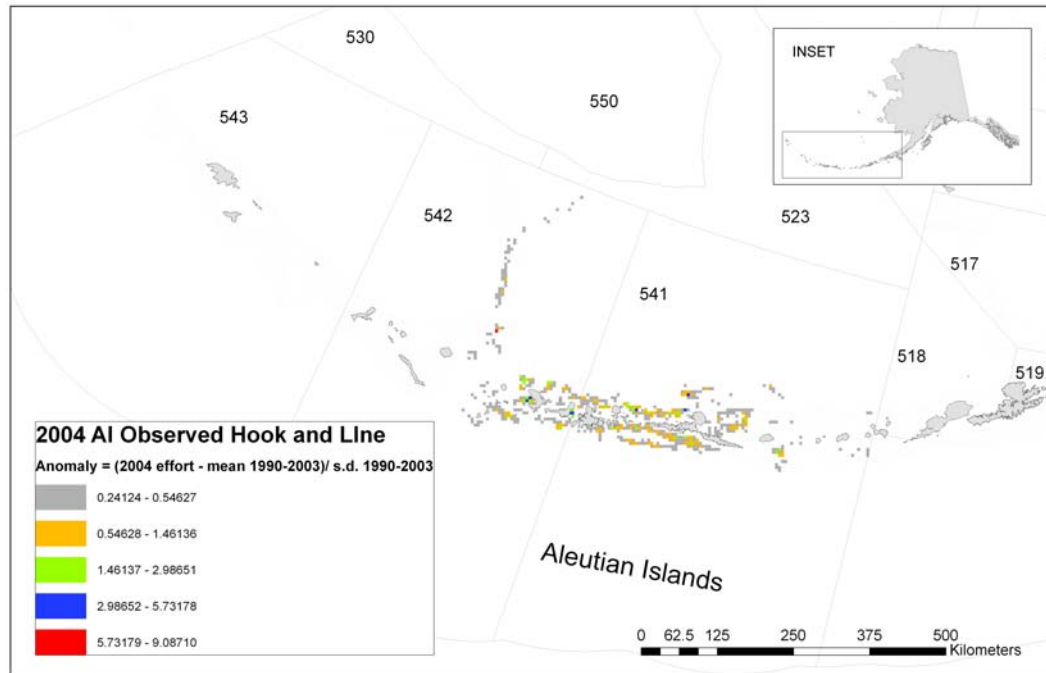 530
INSET
550
543
542
523
517
541
518
519
2004 AI Observed Hook and LIne
Anomaly = (2004 effort - mean 1990-2003)/ s.d. 1990-2003
0.24124 - 0.54627
0.54628 - 1.46136
1.46137 - 2.98651
2.98652 - 5.73178
5.73179 - 9.08710
Aleutian Islands
0 62.5 125 250 375 500
Kilometers